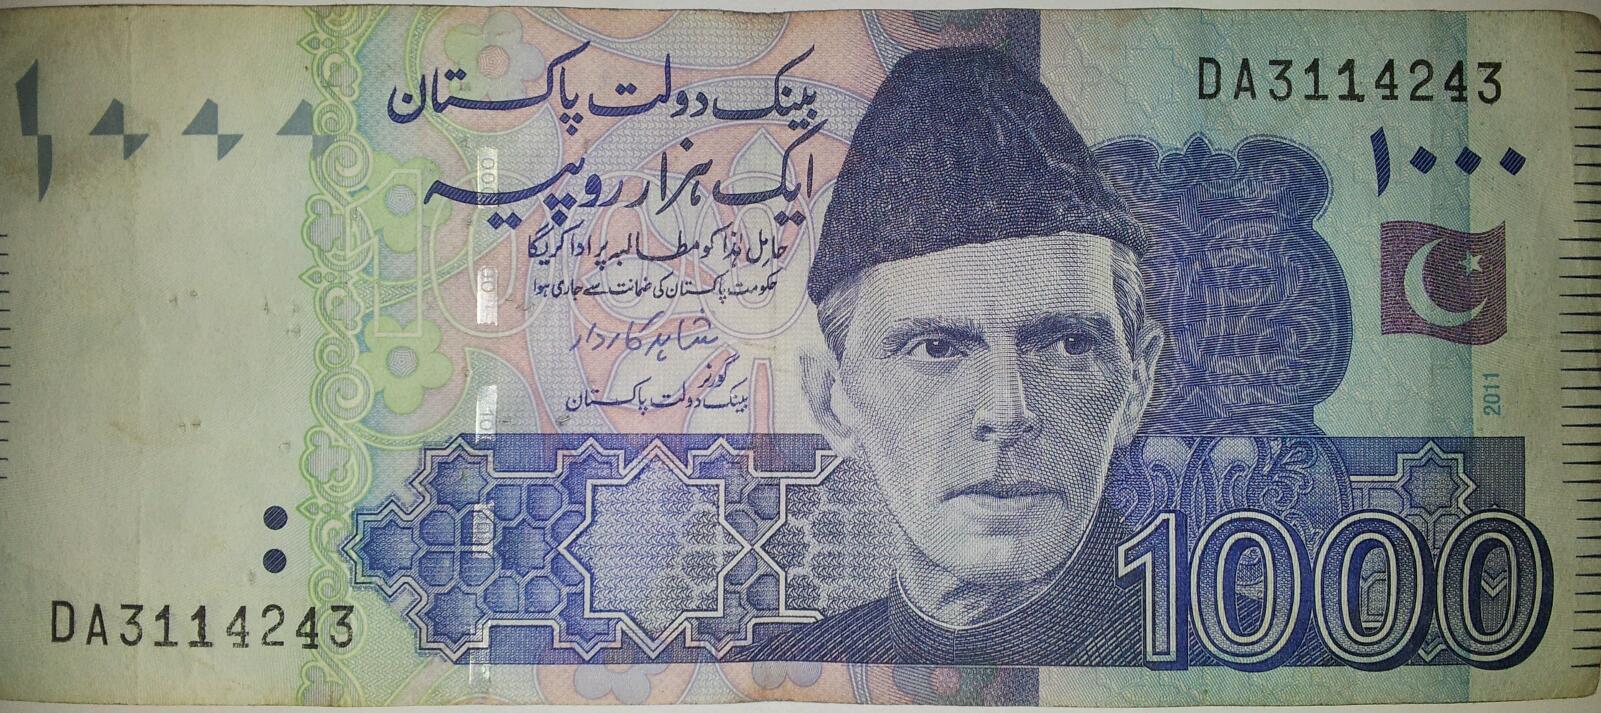 بینک دولت پاکستان
DA3114243
ایک ہزار روپیہ
۱۰۰۰
حامل ہٰذا کو مطالبہ پر ادا کریگا
حکومت پاکستان کی ضمانت سے جاری ہوا
شاہد کاردار
گورنر
بینک دولت پاکستان
2011
1000
DA3114243